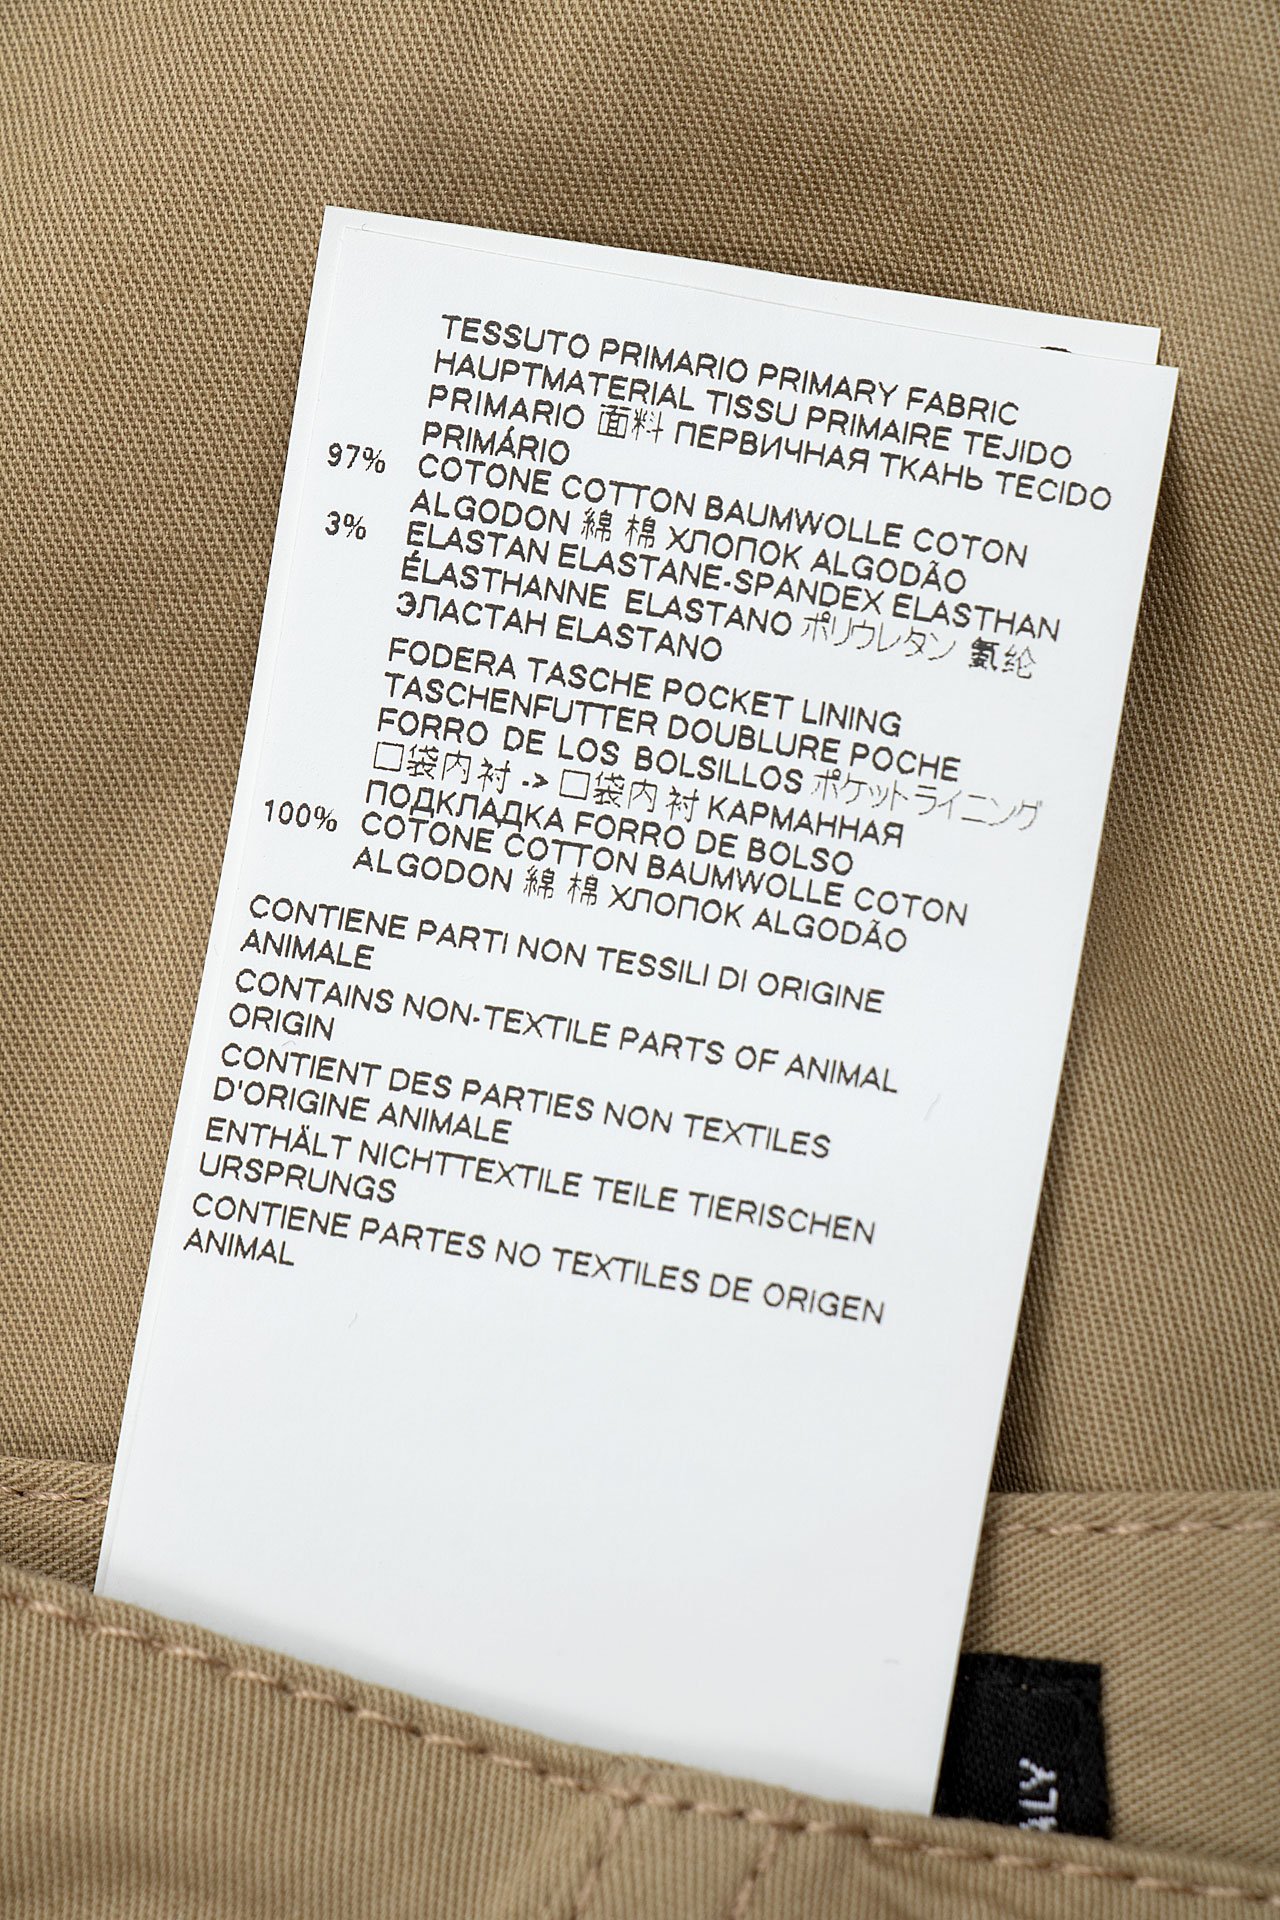 TESSUTO PRIMARIO PRIMARY FABRIC
HAUPTMATERIAL TISSU PRIMAIRE TEJIDO
PRIMARIO 面料 ПЕРВИЧНАЯ ТКАНЬ TECIDO
PRIMÁRIO
97% COTONE COTTON BAUMWOLLE COTON
ALGODON 綿 棉 ХЛОПОК ALGODÃO
3% ELASTAN ELASTANE-SPANDEX ELASTHAN
ÉLASTHANNE ELASTANO ポリウレタン 氨纶
ЭЛАСТАН ELASTANO
FODERA TASCHE POCKET LINING
TASCHENFUTTER DOUBLURE POCHE
FORRO DE LOS BOLSILLOS ポケットライニング
口袋内衬 -> 口袋内衬 КАРМАННАЯ
ПОДКЛАДКА FORRO DE BOLSO
100% COTONE COTTON BAUMWOLLE COTON
ALGODON 綿 棉 ХЛОПОК ALGODÃO
CONTIENE PARTI NON TESSILI DI ORIGINE
ANIMALE
CONTAINS NON-TEXTILE PARTS OF ANIMAL
ORIGIN
CONTIENT DES PARTIES NON TEXTILES
D'ORIGINE ANIMALE
ENTHÄLT NICHTTEXTILE TEILE TIERISCHEN
URSPRUNGS
CONTIENE PARTES NO TEXTILES DE ORIGEN
ANIMAL
ALY